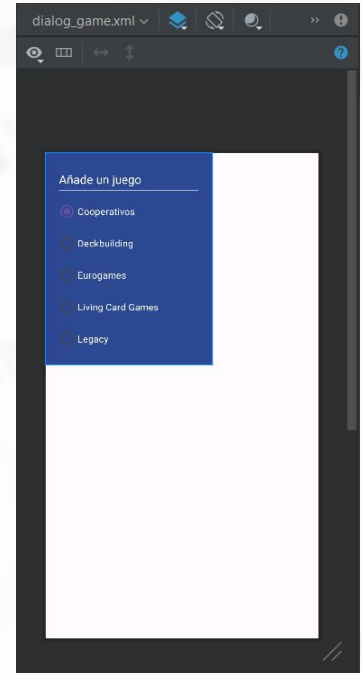 dialog_game.xml
Añade un juego
Cooperativos
Deckbuilding
Eurogames
Living Card Games
Legacy